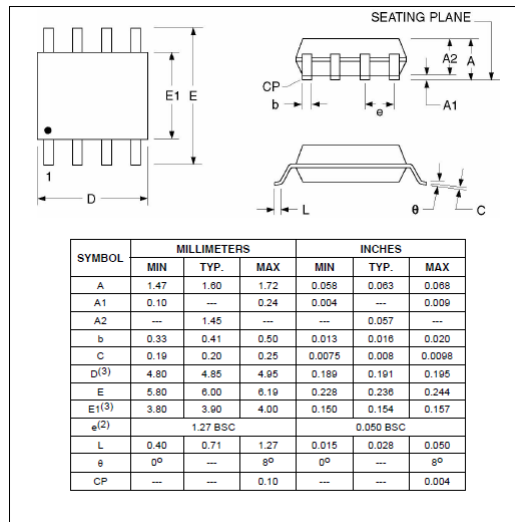 SEATING PLANE
E1 E
A2 A
CP
b
e
A1
1
D
L
θ
C
SYMBOL MILLIMETERS INCHES
MIN TYP. MAX MIN TYP. MAX
A 1.47 1.60 1.72 0.058 0.063 0.068
A1 0.10 --- 0.24 0.004 --- 0.009
A2 --- 1.45 --- --- 0.057 ---
b 0.33 0.41 0.50 0.013 0.016 0.020
C 0.19 0.20 0.25 0.0075 0.008 0.0098
D(3) 4.80 4.85 4.95 0.189 0.191 0.195
E 5.80 6.00 6.19 0.228 0.236 0.244
E1(3) 3.80 3.90 4.00 0.150 0.154 0.157
e(2) 1.27 BSC 0.050 BSC
L 0.40 0.71 1.27 0.015 0.028 0.050
θ 0º --- 8º 0º --- 8º
CP --- --- 0.10 --- --- 0.004